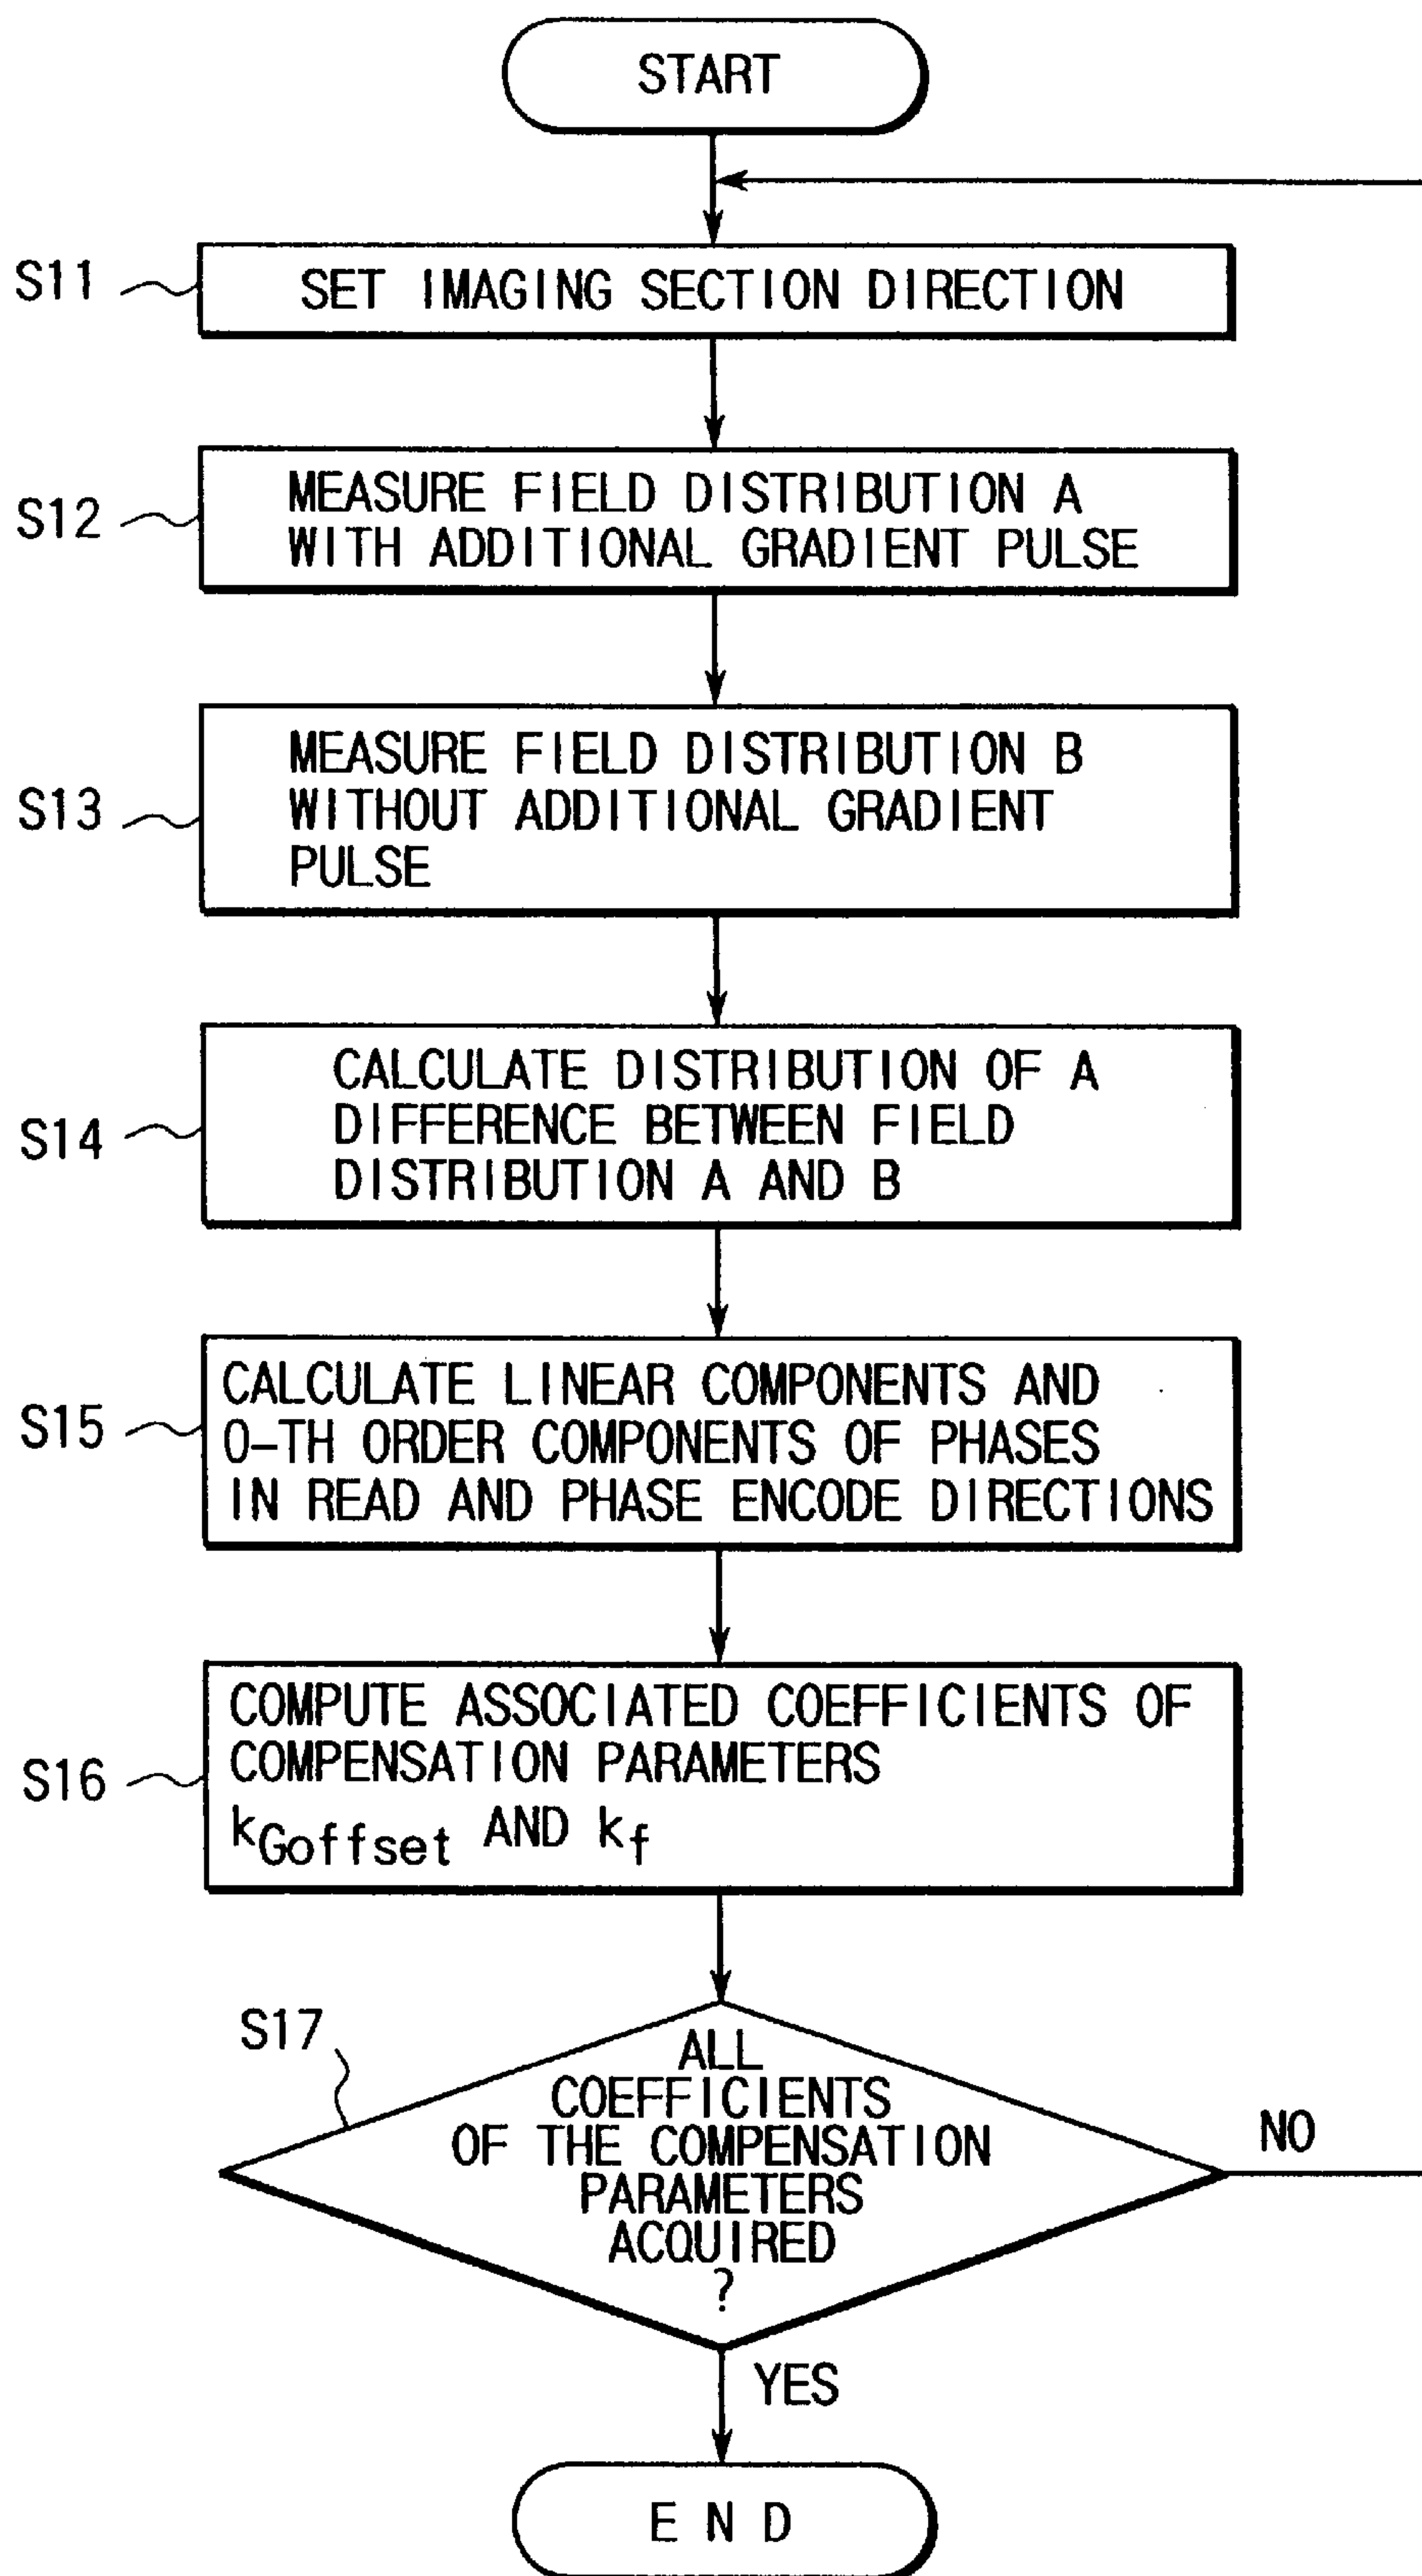 START
S11
SET IMAGING SECTION DIRECTION
S12
MEASURE FIELD DISTRIBUTION A
WITH ADDITIONAL GRADIENT PULSE
S13
MEASURE FIELD DISTRIBUTION B
WITHOUT ADDITIONAL GRADIENT
PULSE
S14
CALCULATE DISTRIBUTION OF A
DIFFERENCE BETWEEN FIELD
DISTRIBUTION A AND B
S15
CALCULATE LINEAR COMPONENTS AND
0-TH ORDER COMPONENTS OF PHASES
IN READ AND PHASE ENCODE DIRECTIONS
S16
COMPUTE ASSOCIATED COEFFICIENTS OF
COMPENSATION PARAMETERS
kGoffset AND kf
S17
ALL
COEFFICIENTS
OF THE COMPENSATION
PARAMETERS
ACQUIRED
?
NO
YES
END